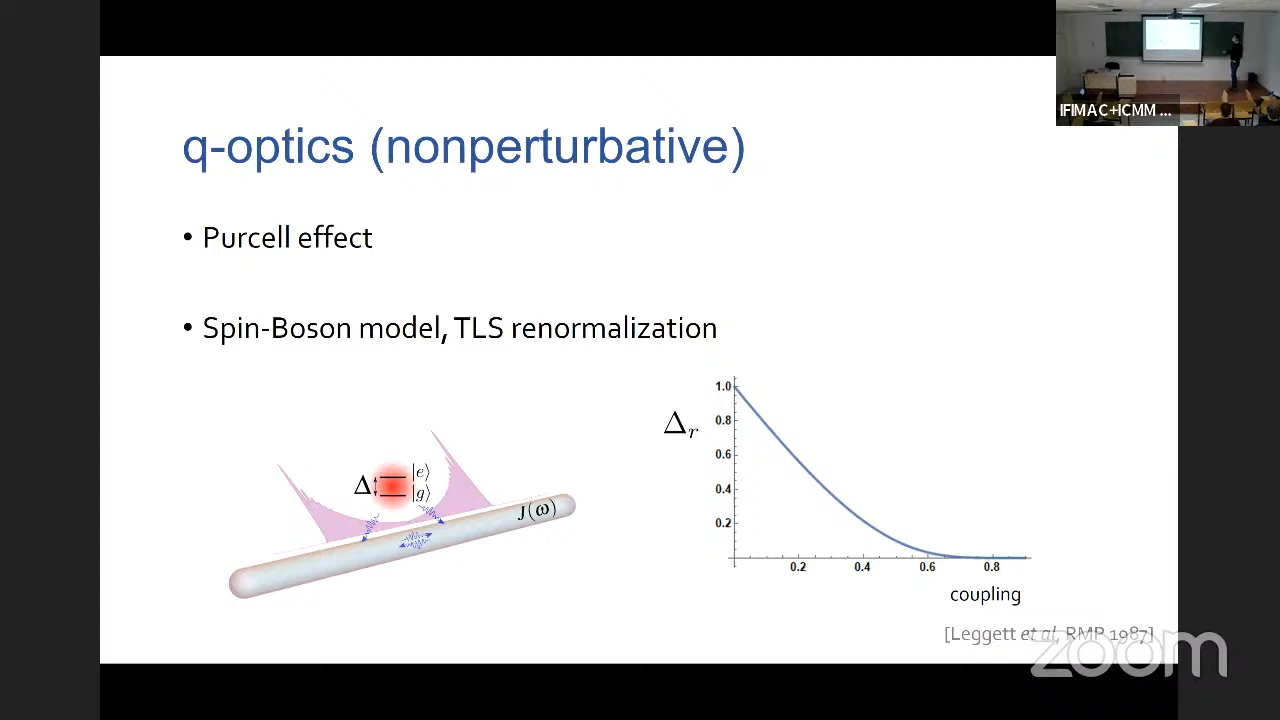 IFIMAC+ICMM ...
q-optics (nonperturbative)
• Purcell effect
• Spin-Boson model, TLS renormalization
Δ
|e⟩
|g⟩
J(ω)
Δr
1.0
0.8
0.6
0.4
0.2
0.2 0.4 0.6 0.8
coupling
[Leggett et al, RMP 1987]
zoom